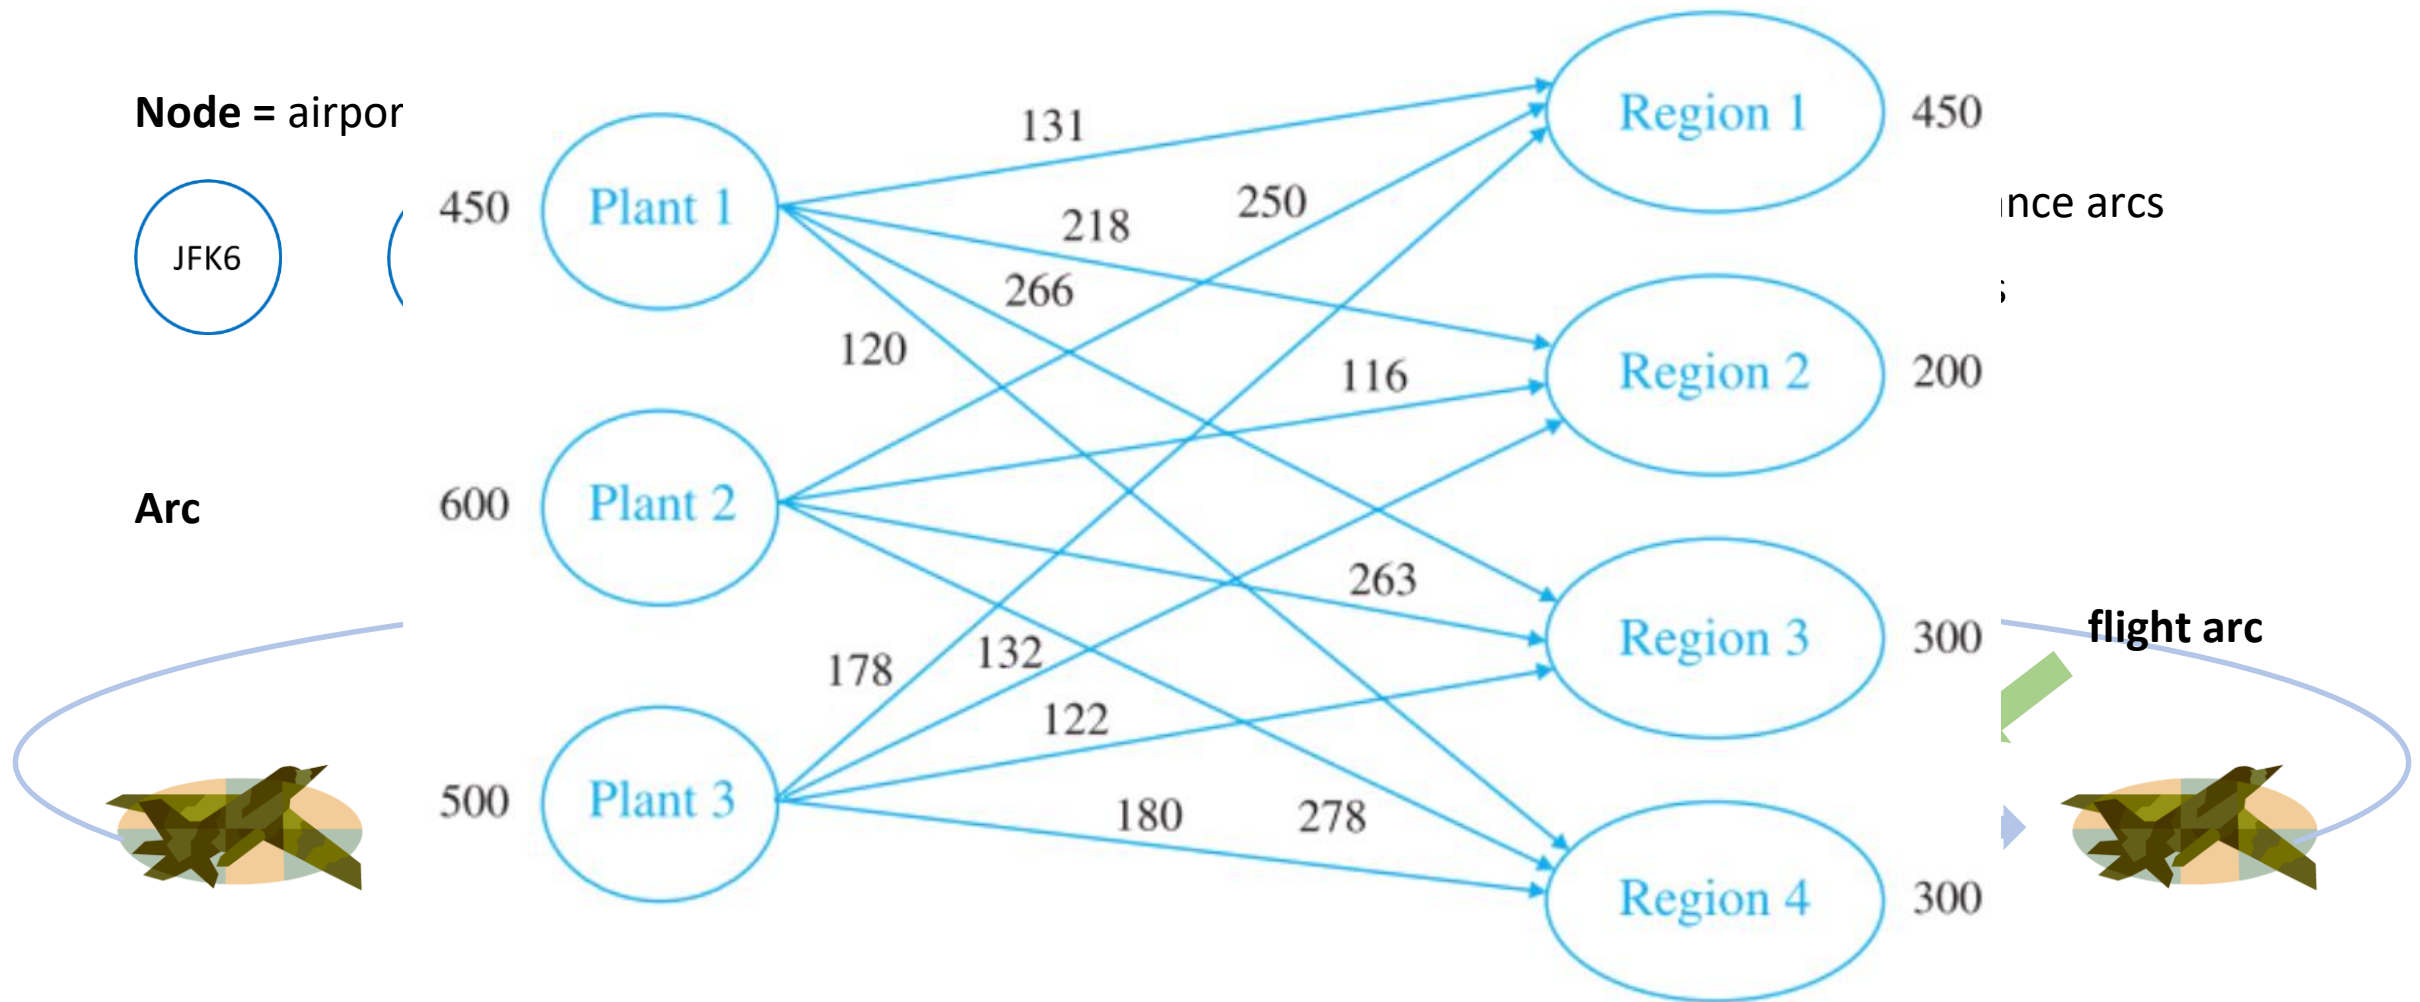 Node = airpor
JFK6
Arc
450
Plant 1
600
Plant 2
500
Plant 3
131
218
250
266
120
116
263
178
132
122
180
278
Region 1
450
Region 2
200
Region 3
300
Region 4
300
nce arcs
s
flight arc